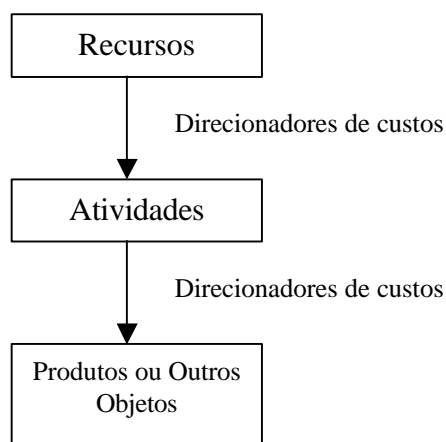 Recursos
Direcionadores de custos
Atividades
Direcionadores de custos
Produtos ou Outros
Objetos